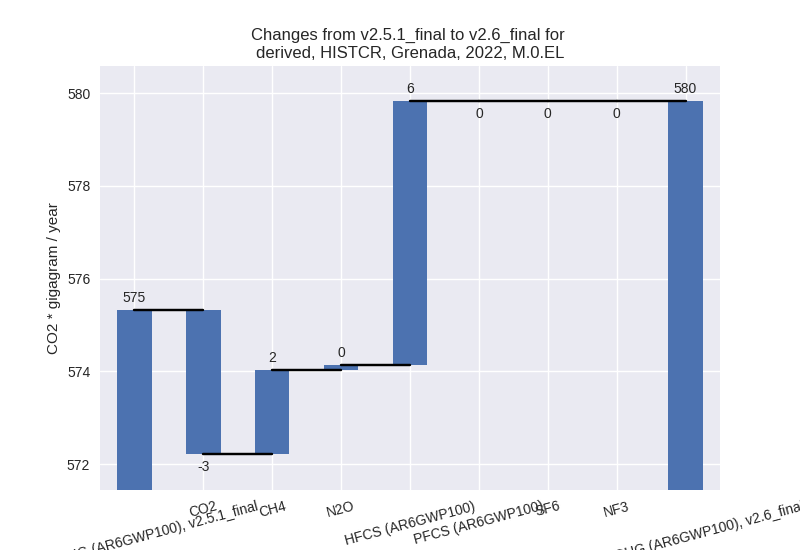 Changes from v2.5.1_final to v2.6_final for
derived, HISTCR, Grenada, 2022, M.0.EL
CO2 * gigagram / year
580
578
576
574
572
575
-3
2
0
6
0
0
0
580
(AR6GWP100), v2.5.1_final
CO2
CH4
N2O
HFCS (AR6GWP100)
PFCS (AR6GWP100)
SF6
NF3
(AR6GWP100), v2.6_final